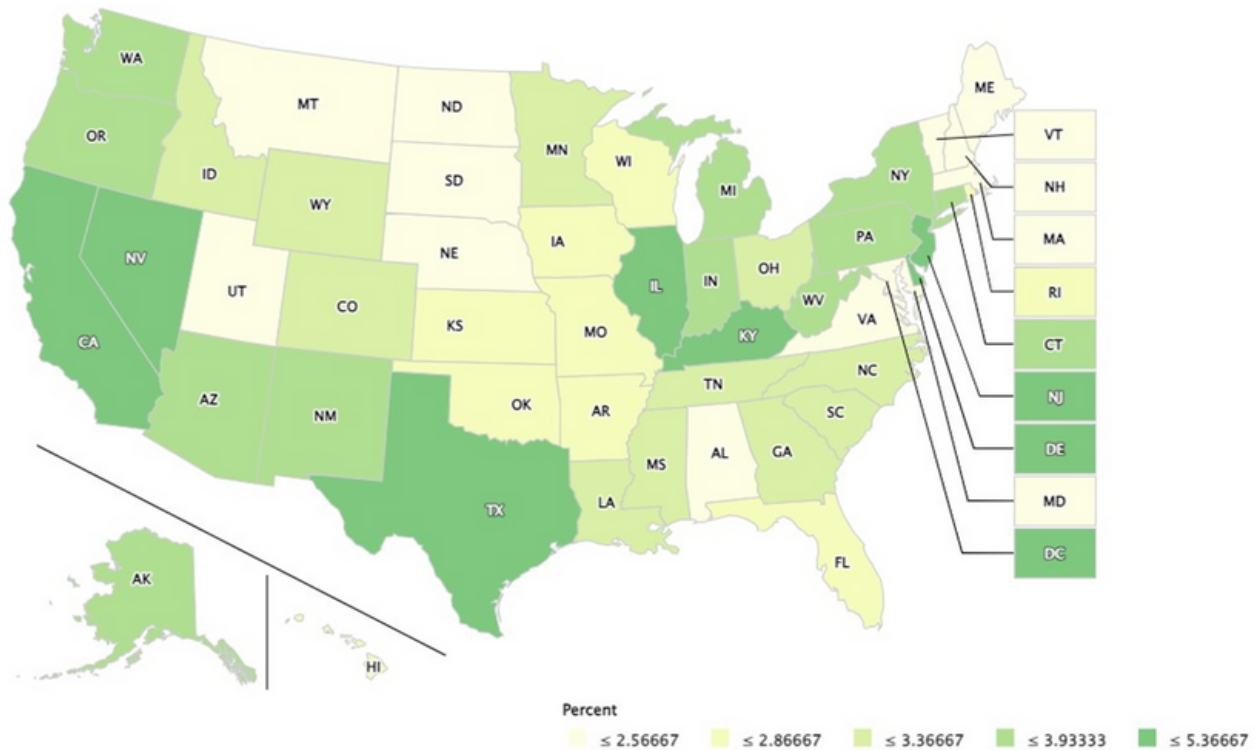 WA
OR
CA
NV
ID
MT
WY
UT
CO
AZ
NM
ND
SD
NE
KS
OK
TX
MN
IA
MO
AR
LA
WI
IL
MI
IN
OH
KY
TN
MS
AL
GA
FL
SC
NC
VA
WV
PA
NY
ME
VT
NH
MA
RI
CT
NJ
DE
MD
DC
AK
HI
Percent
≤ 2.56667 ≤ 2.86667 ≤ 3.36667 ≤ 3.93333 ≤ 5.36667